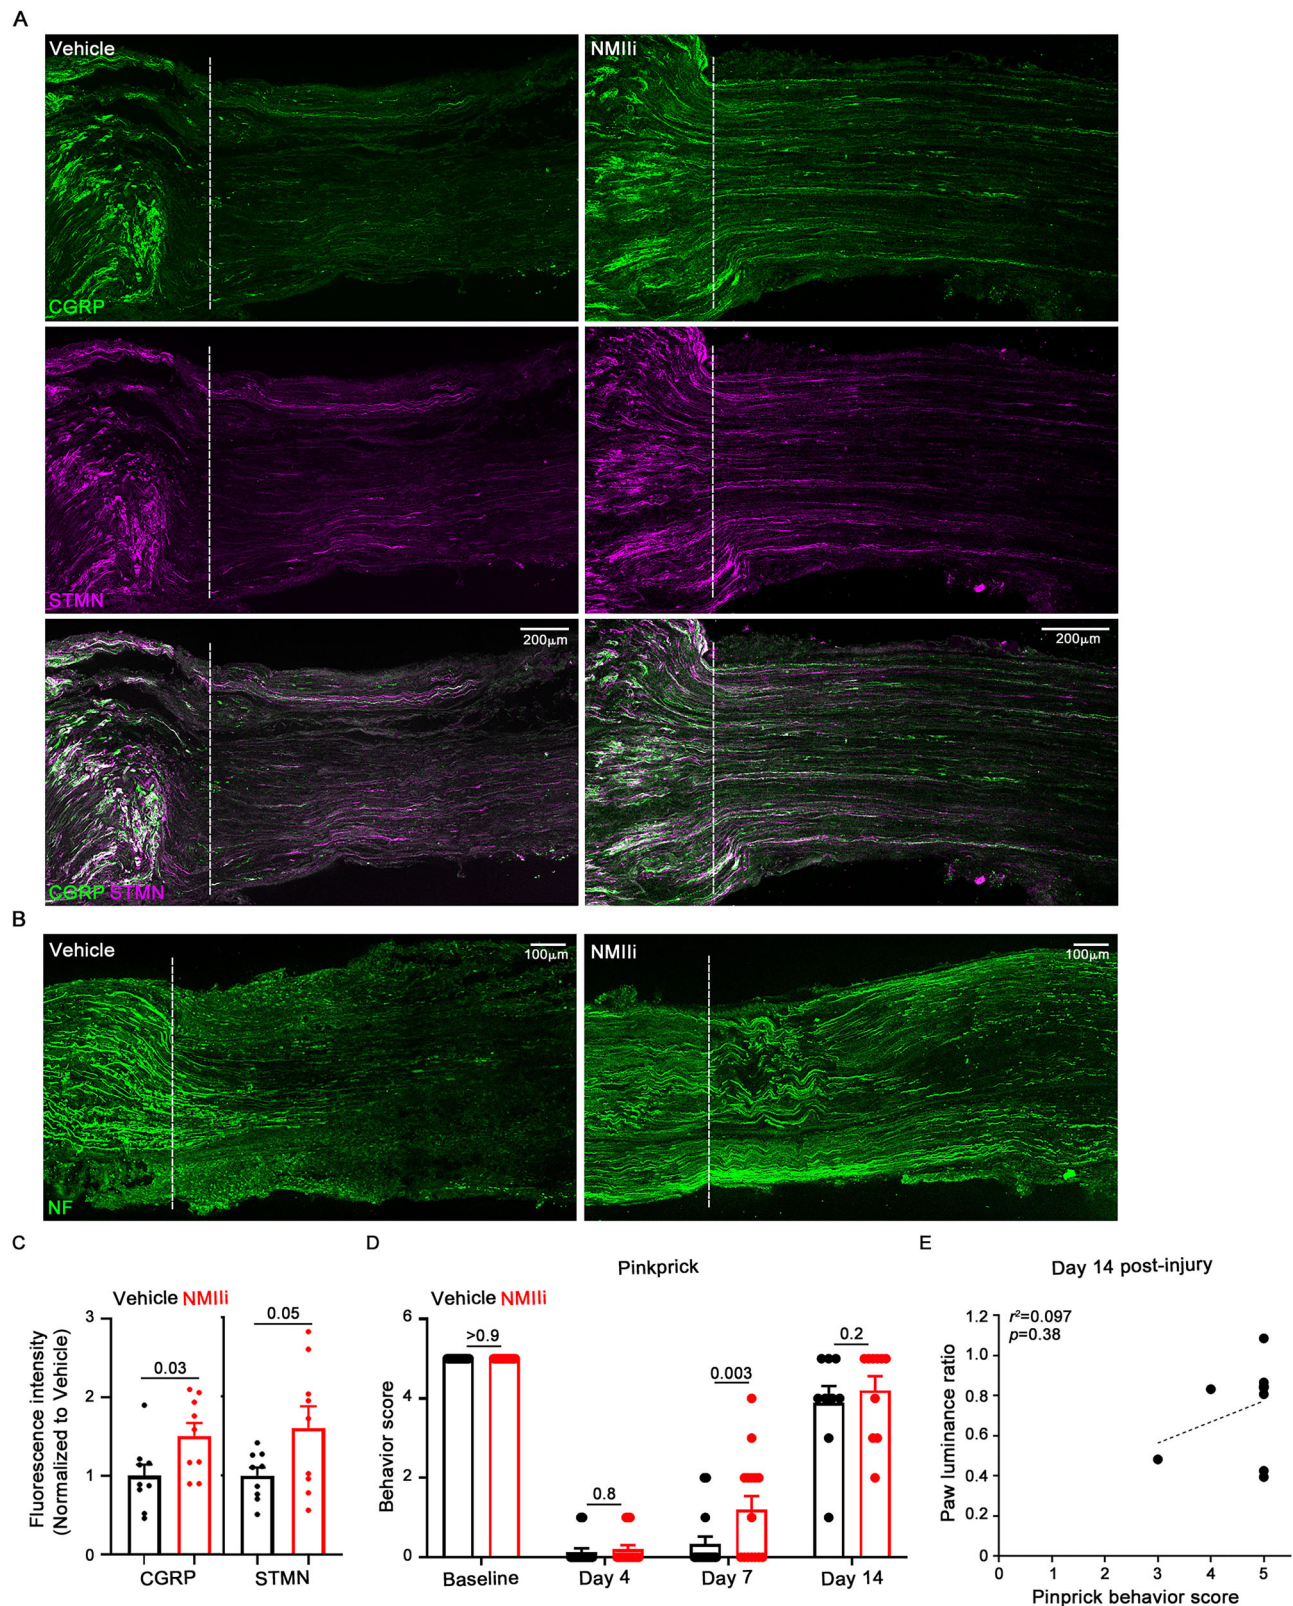 A
Vehicle
NMIIi
CGRP
STMN
200μm
200μm
CGRP STMN
B
Vehicle
100μm
NMIIi
100μm
NF
C
D
E
Vehicle NMIIi
Fluorescence intensity
(Normalized to Vehicle)
3
2
1
0
0.03
0.05
CGRP
STMN
Pinkprick
Vehicle NMIIi
Behavior score
6
4
2
0
>0.9
0.8
0.003
0.2
Baseline
Day 4
Day 7
Day 14
Day 14 post-injury
r²=0.097
p=0.38
Paw luminance ratio
1.2
1.0
0.8
0.6
0.4
0.2
0
0 1 2 3 4 5
Pinprick behavior score